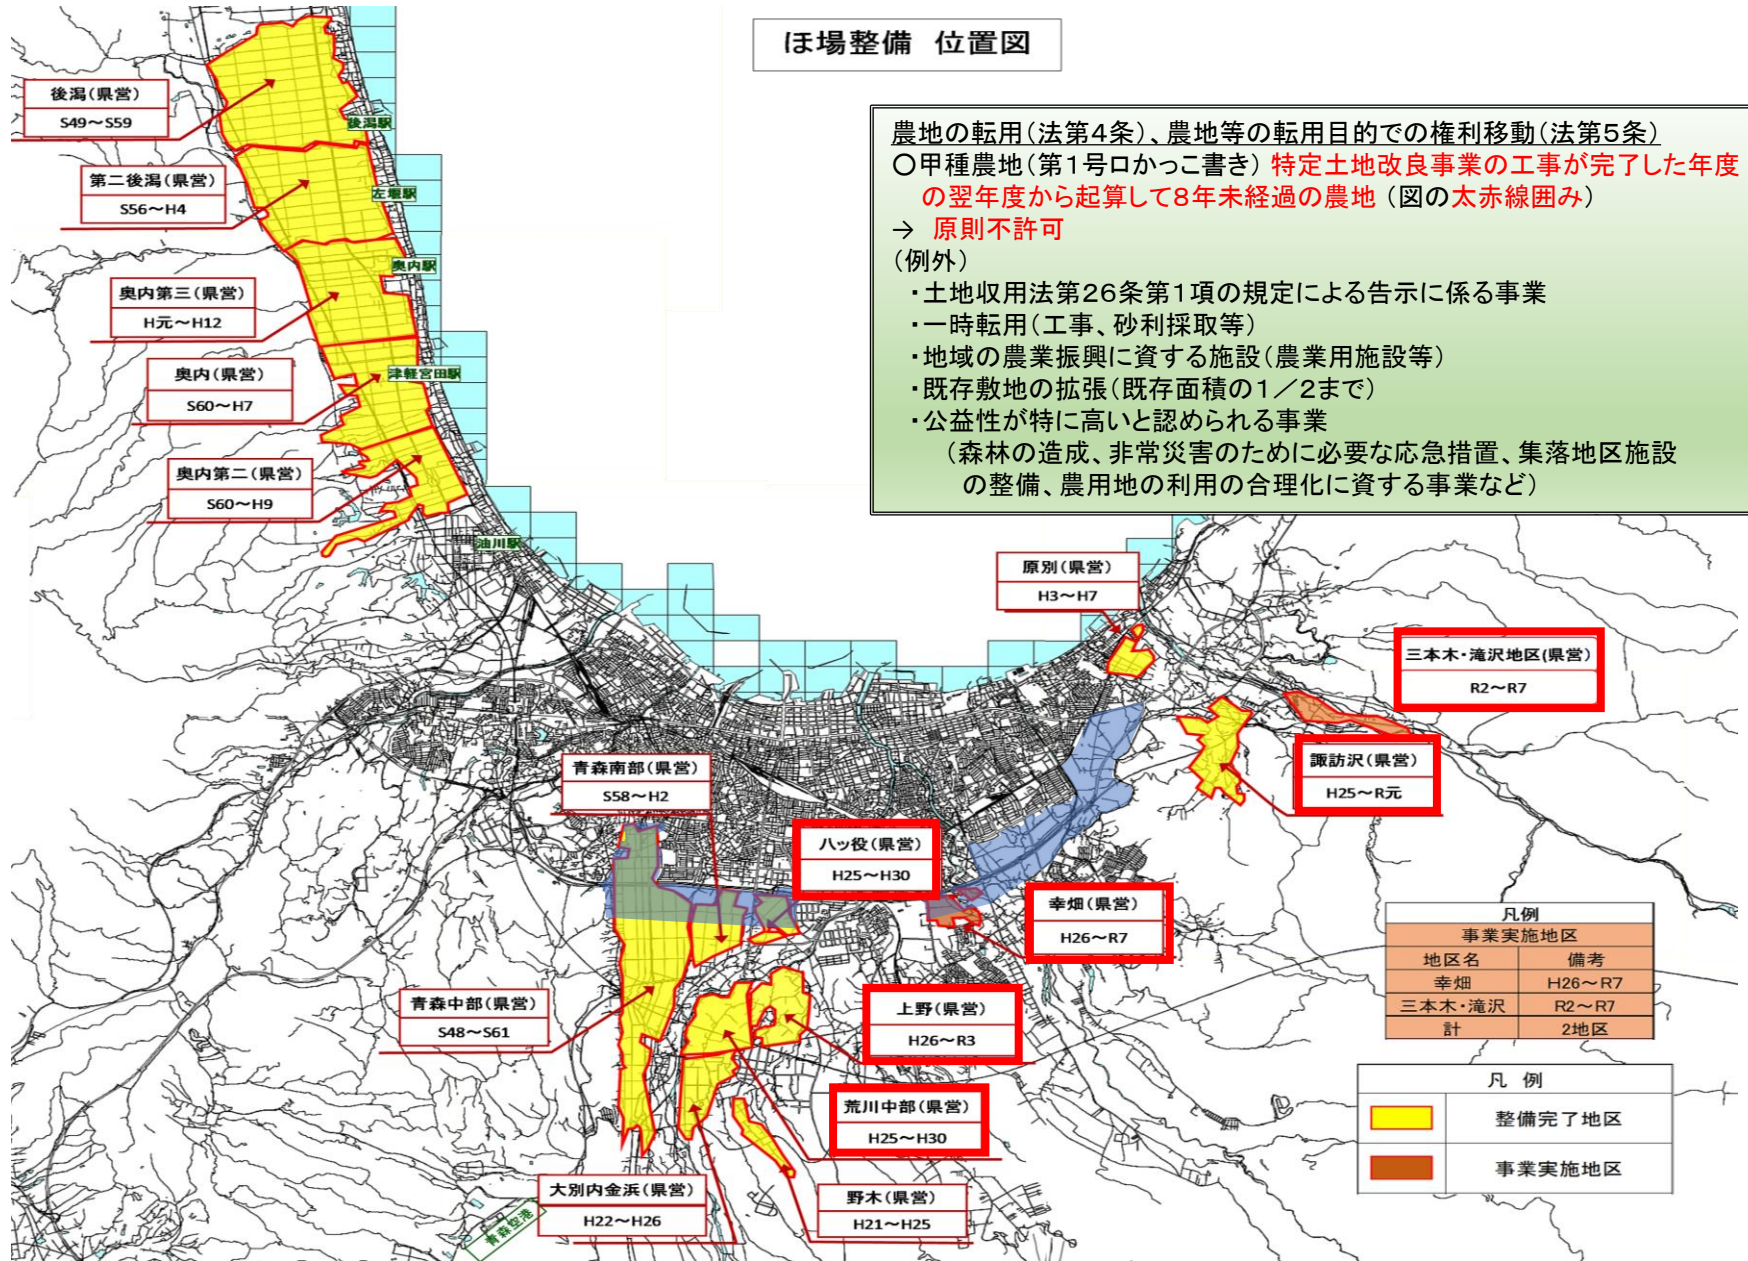 ほ場整備 位置図
農地の転用(法第4条)、農地等の転用目的での権利移動(法第5条)
○甲種農地(第1号ロかっこ書き) 特定土地改良事業の工事が完了した年度
の翌年度から起算して8年未経過の農地 (図の太赤線囲み)
→ 原則不許可
(例外)
・土地収用法第26条第1項の規定による告示に係る事業
・一時転用(工事、砂利採取等)
・地域の農業振興に資する施設(農業用施設等)
・既存敷地の拡張(既存面積の1/2まで)
・公益性が特に高いと認められる事業
(森林の造成、非常災害のために必要な応急措置、集落地区施設
の整備、農用地の利用の合理化に資する事業など)
後潟(県営)
S49～S59
後潟駅
第二後潟(県営)
S56～H4
左堰駅
奥内駅
奥内第三(県営)
H元～H12
奥内(県営)
S60～H7
津軽宮田駅
奥内第二(県営)
S60～H9
油川駅
原別(県営)
H3～H7
三本木・滝沢地区(県営)
R2～R7
諏訪沢(県営)
H25～R元
青森南部(県営)
S58～H2
八ッ役(県営)
H25～H30
幸畑(県営)
H26～R7
青森中部(県営)
S48～S61
上野(県営)
H26～R3
荒川中部(県営)
H25～H30
大別内金浜(県営)
H22～H26
野木(県営)
H21～H25
青森空港
凡例
事業実施地区
地区名 備考
幸畑 H26～R7
三本木・滝沢 R2～R7
計 2地区
凡 例
整備完了地区
事業実施地区